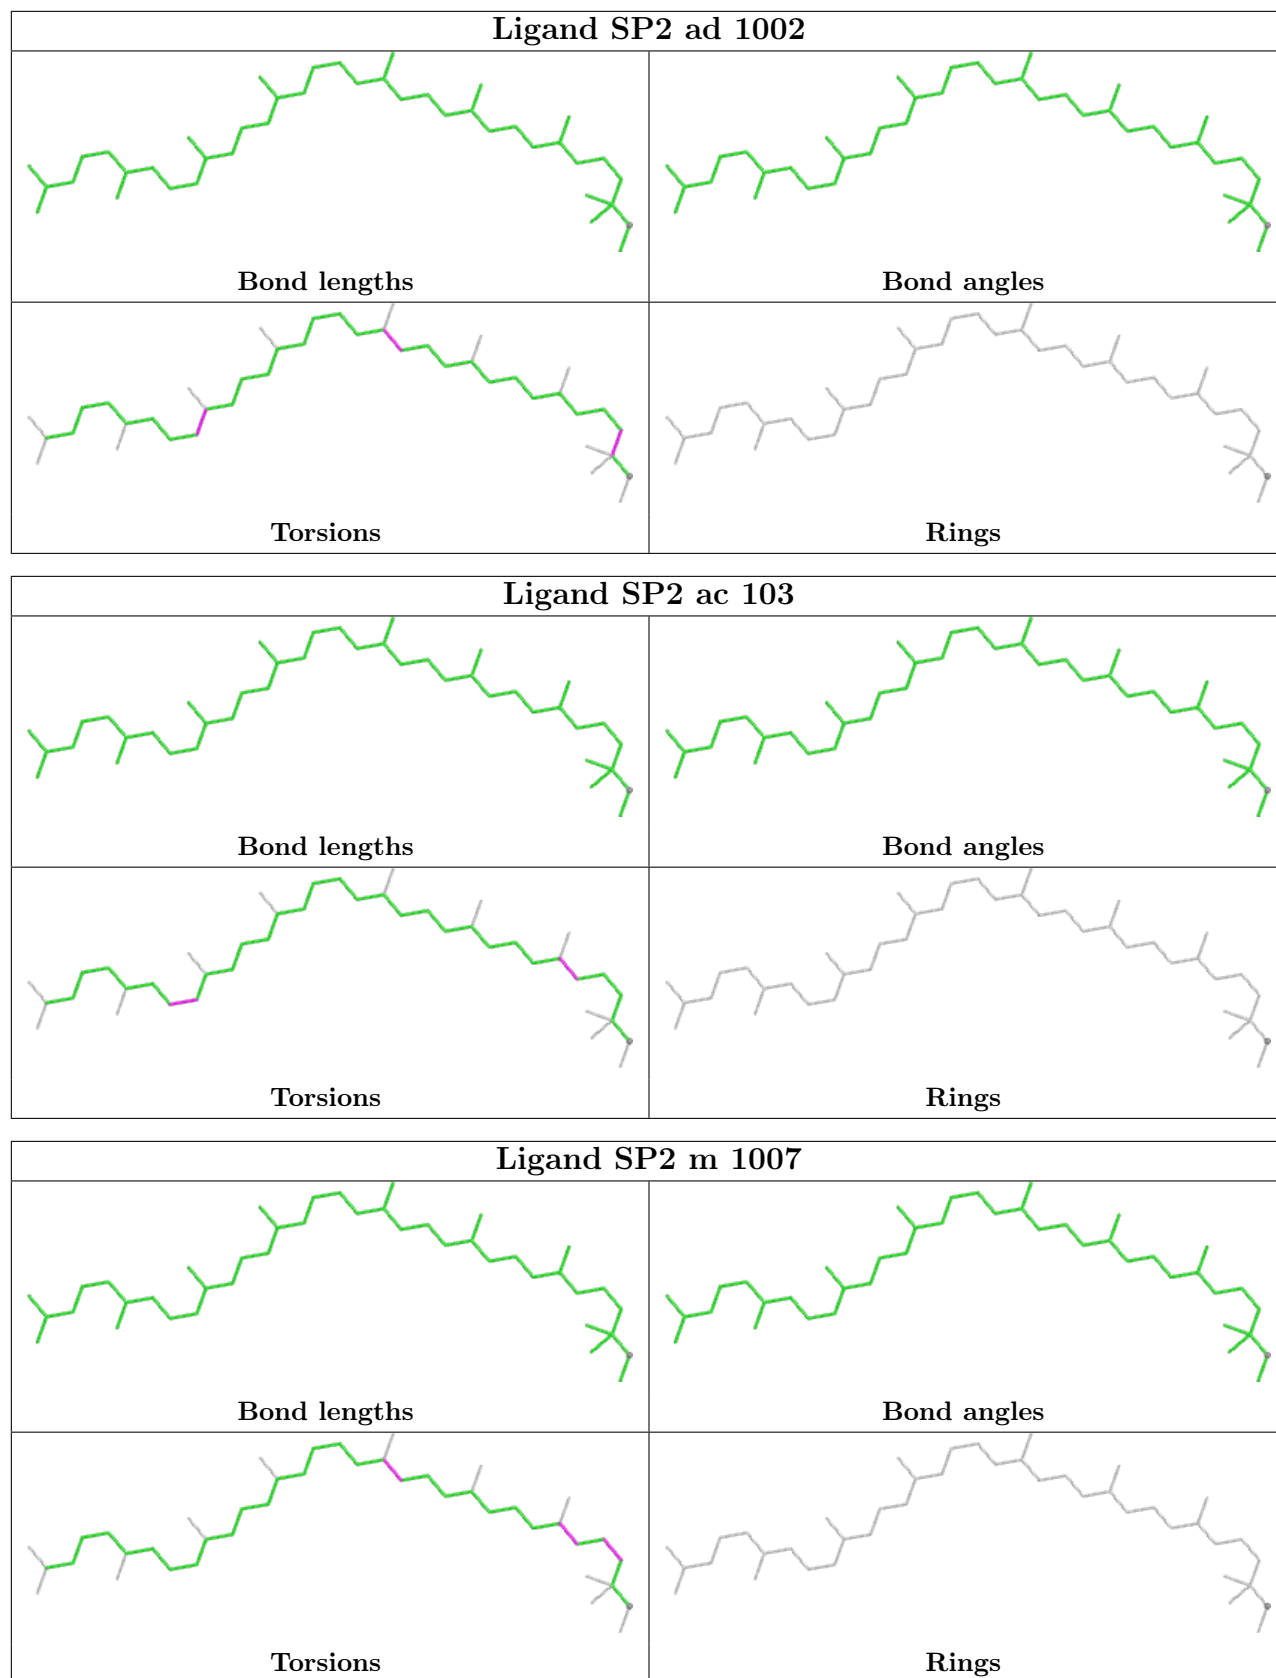 Ligand SP2 ad 1002
Bond lengths
Bond angles
Torsions
Rings
Ligand SP2 ac 103
Bond lengths
Bond angles
Torsions
Rings
Ligand SP2 m 1007
Bond lengths
Bond angles
Torsions
Rings